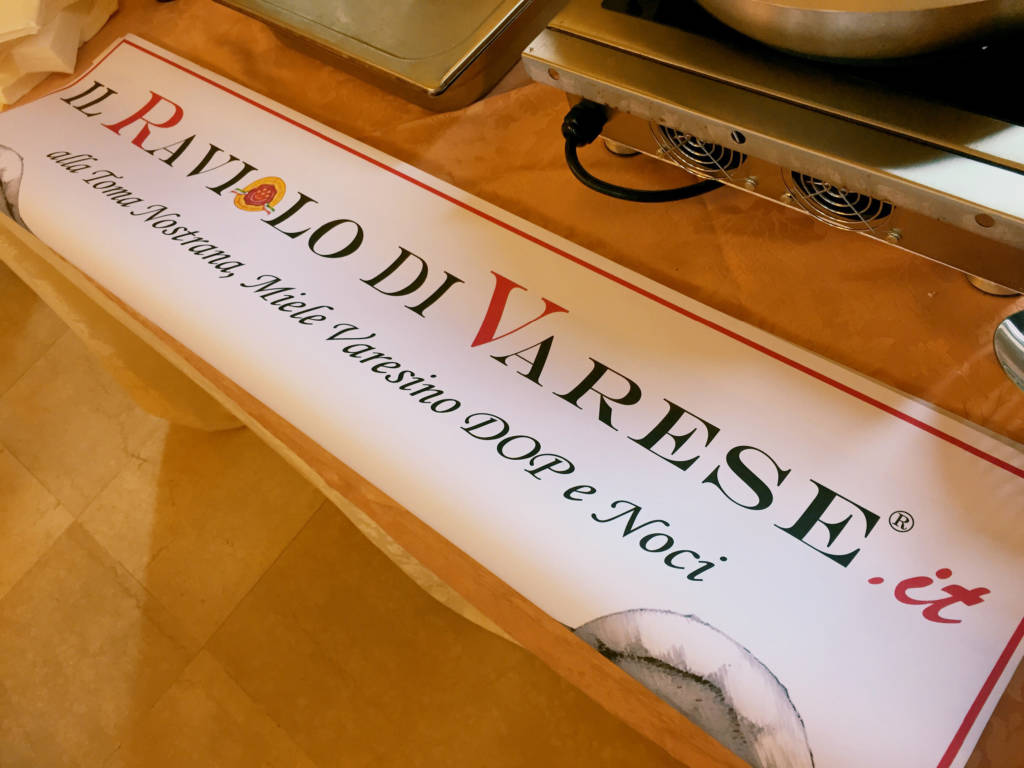 IL RAVIOLO DI VARESE®.it
alla Toma Nostrana, Miele Varesino DOP e Noci